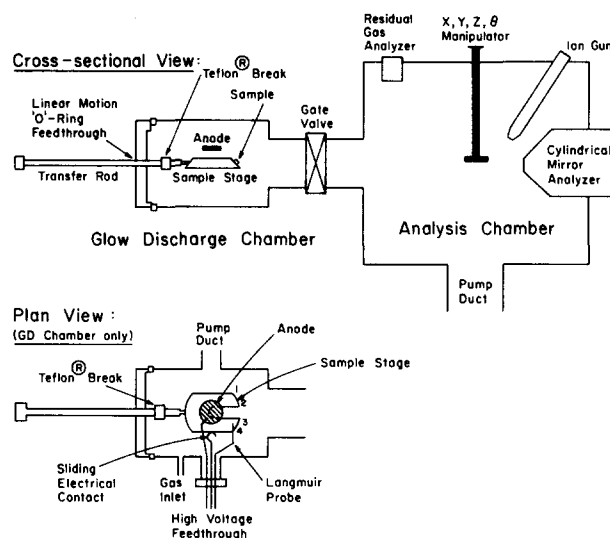 Cross-sectional View:
Teflon® Break
Sample
Linear Motion
'O'-Ring
Feedthrough
Anode
Transfer Rod
Sample Stage
Glow Discharge Chamber
Gate
Valve
Residual
Gas
Analyzer
X, Y, Z, θ
Manipulator
Ion Gun
Cylindrical
Mirror
Analyzer
Analysis Chamber
Pump
Duct
Plan View:
(GD Chamber only)
Pump
Duct
Anode
Sample Stage
Teflon® Break
1
2
3
4
Sliding
Electrical
Contact
Gas
Inlet
Langmuir
Probe
High Voltage
Feedthrough